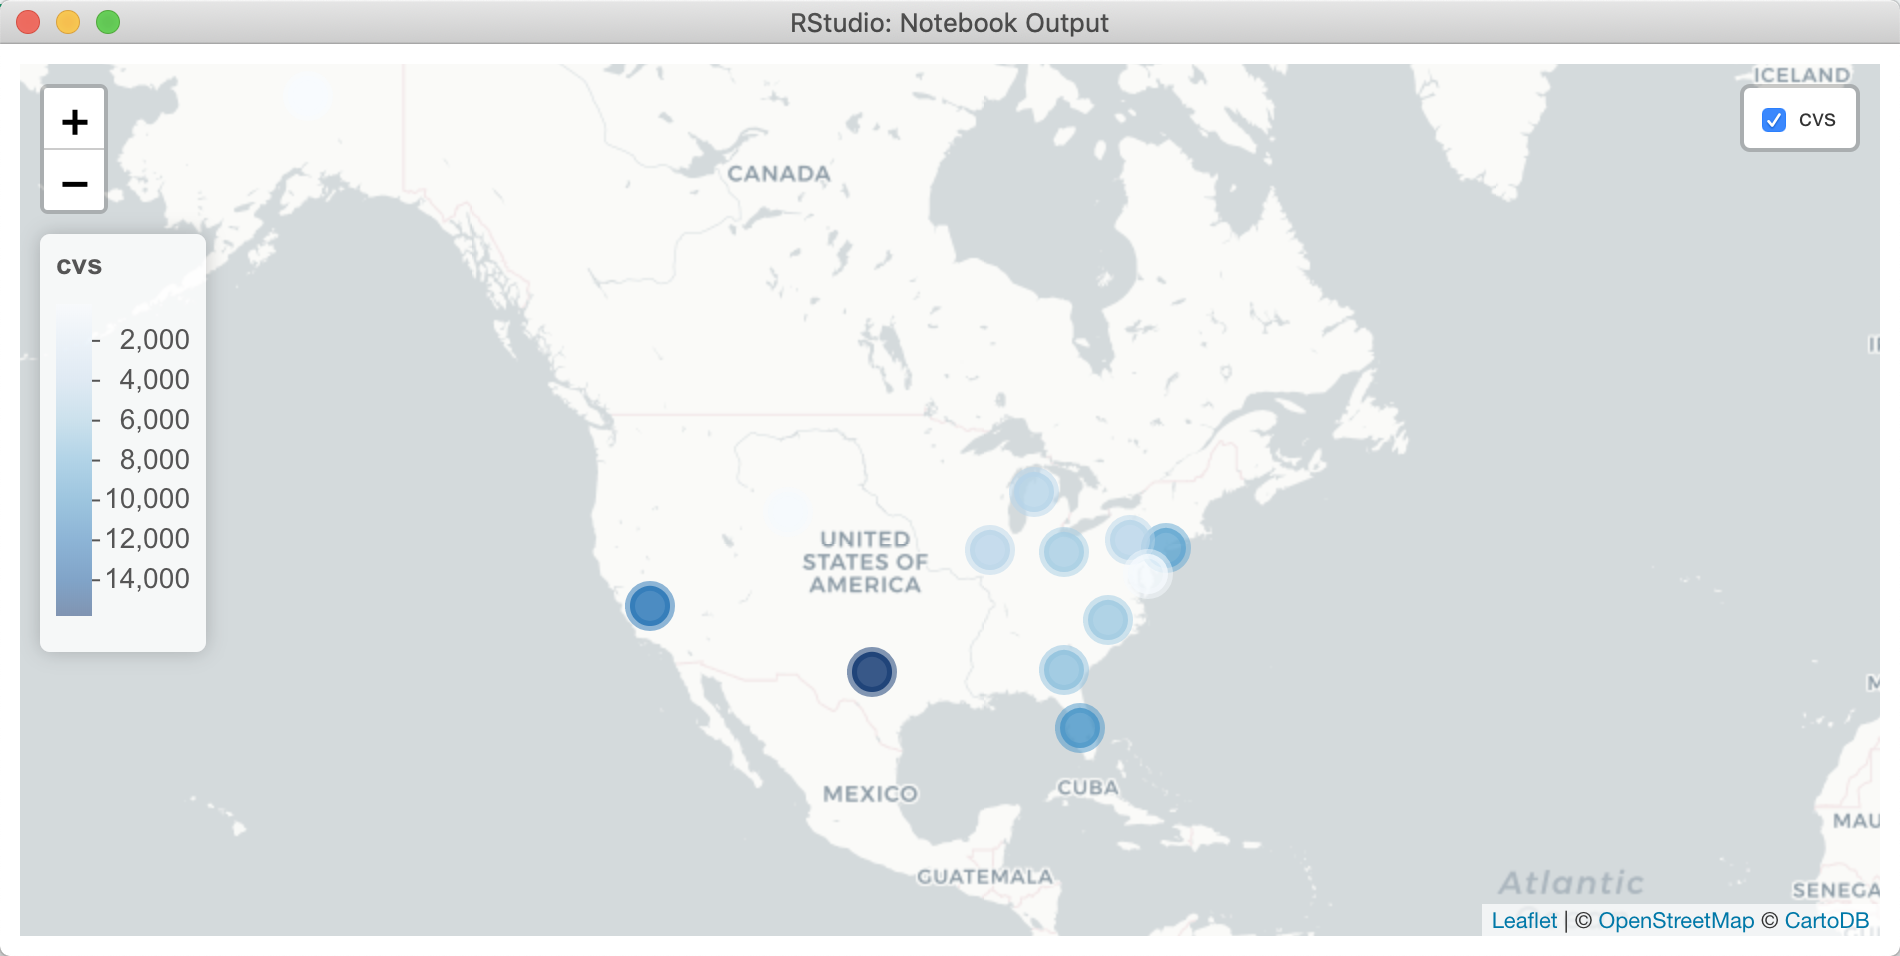 RStudio: Notebook Output
+
−
cvs
2,000
4,000
6,000
8,000
10,000
12,000
14,000
cvs
ICELAND
CANADA
UNITED
STATES OF
AMERICA
MEXICO
CUBA
GUATEMALA
Atlantic
MAU
SENEGA
M
Leaflet | © OpenStreetMap © CartoDB